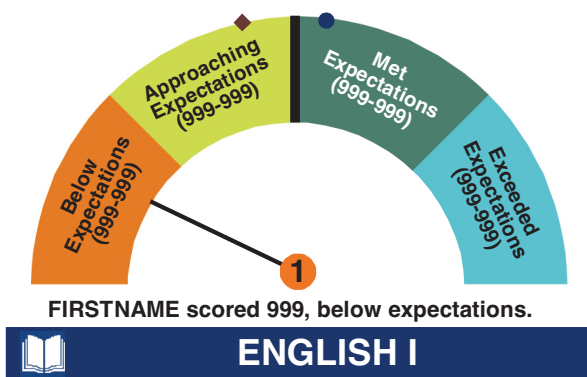 Approaching
Expectations
(999-999)
Met
Expectations
(999-999)
Below
Expectations
(999-999)
Exceeded
Expectations
(999-999)
1
FIRSTNAME scored 999, below expectations.
ENGLISH I